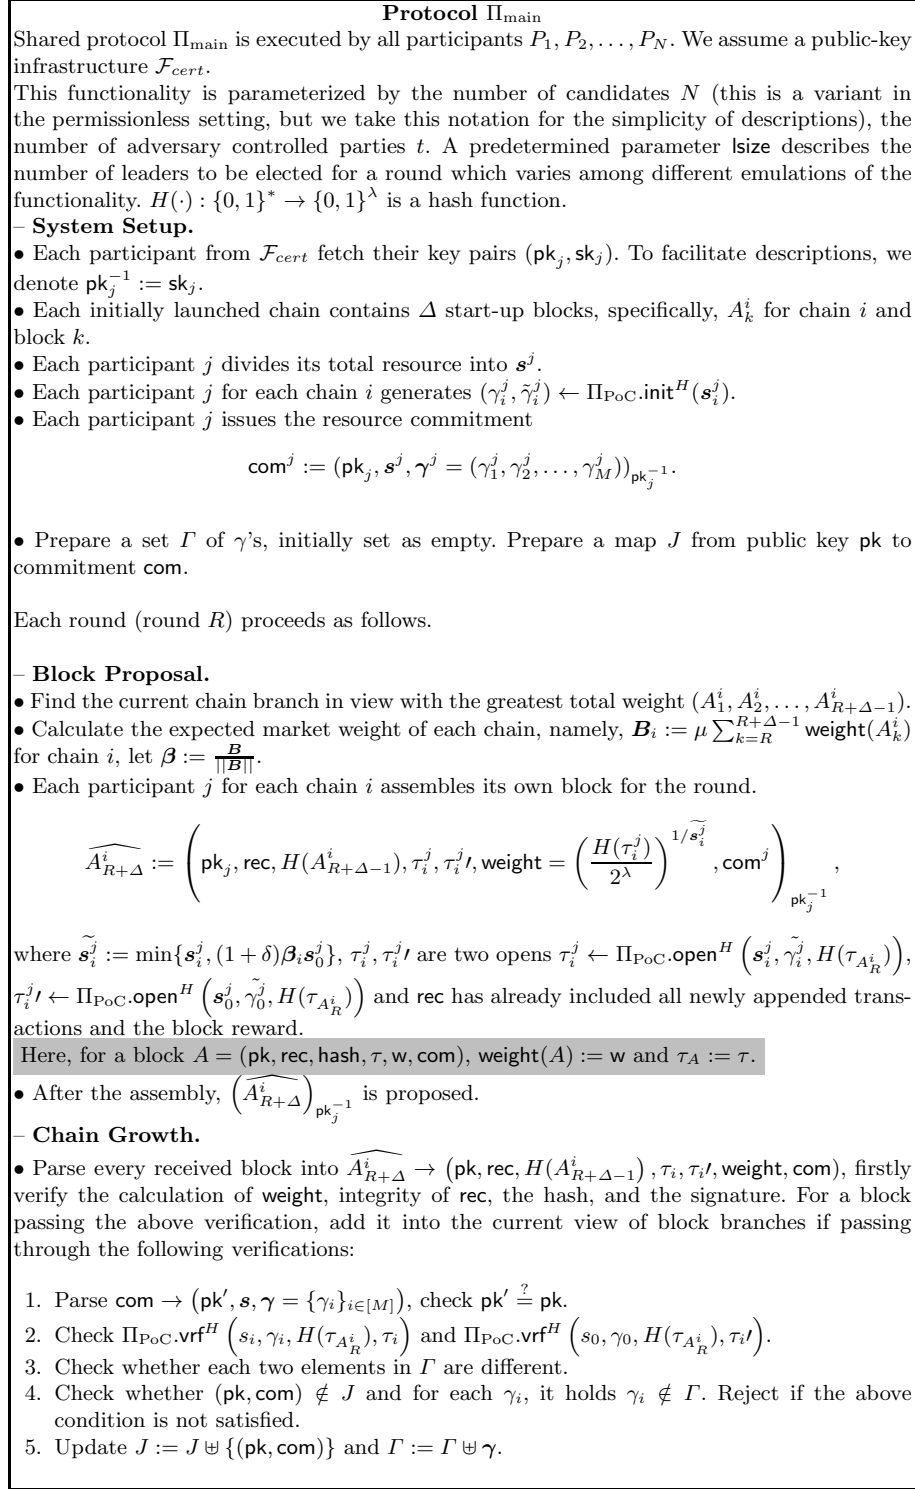 Protocol Π_main
Shared protocol Π_main is executed by all participants P_1, P_2, . . . , P_N. We assume a public-key
infrastructure F_cert.
This functionality is parameterized by the number of candidates N (this is a variant in
the permissionless setting, but we take this notation for the simplicity of descriptions), the
number of adversary controlled parties t. A predetermined parameter lsize describes the
number of leaders to be elected for a round which varies among different emulations of the
functionality. H(·) : {0, 1}^* → {0, 1}^λ is a hash function.
– System Setup.
• Each participant from F_cert fetch their key pairs (pk_j, sk_j). To facilitate descriptions, we
denote pk_j^{-1} := sk_j.
• Each initially launched chain contains Δ start-up blocks, specifically, A_k^i for chain i and
block k.
• Each participant j divides its total resource into s^j.
• Each participant j for each chain i generates (γ_i^j, γ̃_i^j) ← Π_PoC.init^H(s_i^j).
• Each participant j issues the resource commitment
com^j := (pk_j, s^j, γ^j = (γ_1^j, γ_2^j, . . . , γ_M^j))_{pk_j^{-1}}.
• Prepare a set Γ of γ's, initially set as empty. Prepare a map J from public key pk to
commitment com.
Each round (round R) proceeds as follows.
– Block Proposal.
• Find the current chain branch in view with the greatest total weight (A_1^i, A_2^i, . . . , A_{R+Δ−1}^i).
• Calculate the expected market weight of each chain, namely, B_i := μ ∑_{k=R}^{R+Δ−1} weight(A_k^i)
for chain i, let β := B/||B||.
• Each participant j for each chain i assembles its own block for the round.
\widehat{A_{R+Δ}^i} := (pk_j, rec, H(A_{R+Δ−1}^i), τ_i^j, τ_i^j′, weight = (H(τ_i^j)/2^λ)^{1/\widetilde{s_i^j}}, com^j)_{pk_j^{-1}},
where \widetilde{s_i^j} := min{s_i^j, (1 + δ)β_i s_0^j}, τ_i^j, τ_i^j′ are two opens τ_i^j ← Π_PoC.open^H (s_i^j, γ̃_i^j, H(τ_{A_R^i})),
τ_i^j′ ← Π_PoC.open^H (s_0^j, γ̃_0^j, H(τ_{A_R^i})) and rec has already included all newly appended trans-
actions and the block reward.
Here, for a block A = (pk, rec, hash, τ, w, com), weight(A) := w and τ_A := τ.
• After the assembly, (\widehat{A_{R+Δ}^i})_{pk_j^{-1}} is proposed.
– Chain Growth.
• Parse every received block into \widehat{A_{R+Δ}^i} → (pk, rec, H(A_{R+Δ−1}^i) , τ_i, τ_i′, weight, com), firstly
verify the calculation of weight, integrity of rec, the hash, and the signature. For a block
passing the above verification, add it into the current view of block branches if passing
through the following verifications:
1. Parse com → (pk′, s, γ = {γ_i}_{i∈[M]}), check pk′ ≟ pk.
2. Check Π_PoC.vrf^H (s_i, γ_i, H(τ_{A_R^i}), τ_i) and Π_PoC.vrf^H (s_0, γ_0, H(τ_{A_R^i}), τ_i′).
3. Check whether each two elements in Γ are different.
4. Check whether (pk, com) ∉ J and for each γ_i, it holds γ_i ∉ Γ. Reject if the above
condition is not satisfied.
5. Update J := J ⊎ {(pk, com)} and Γ := Γ ⊎ γ.